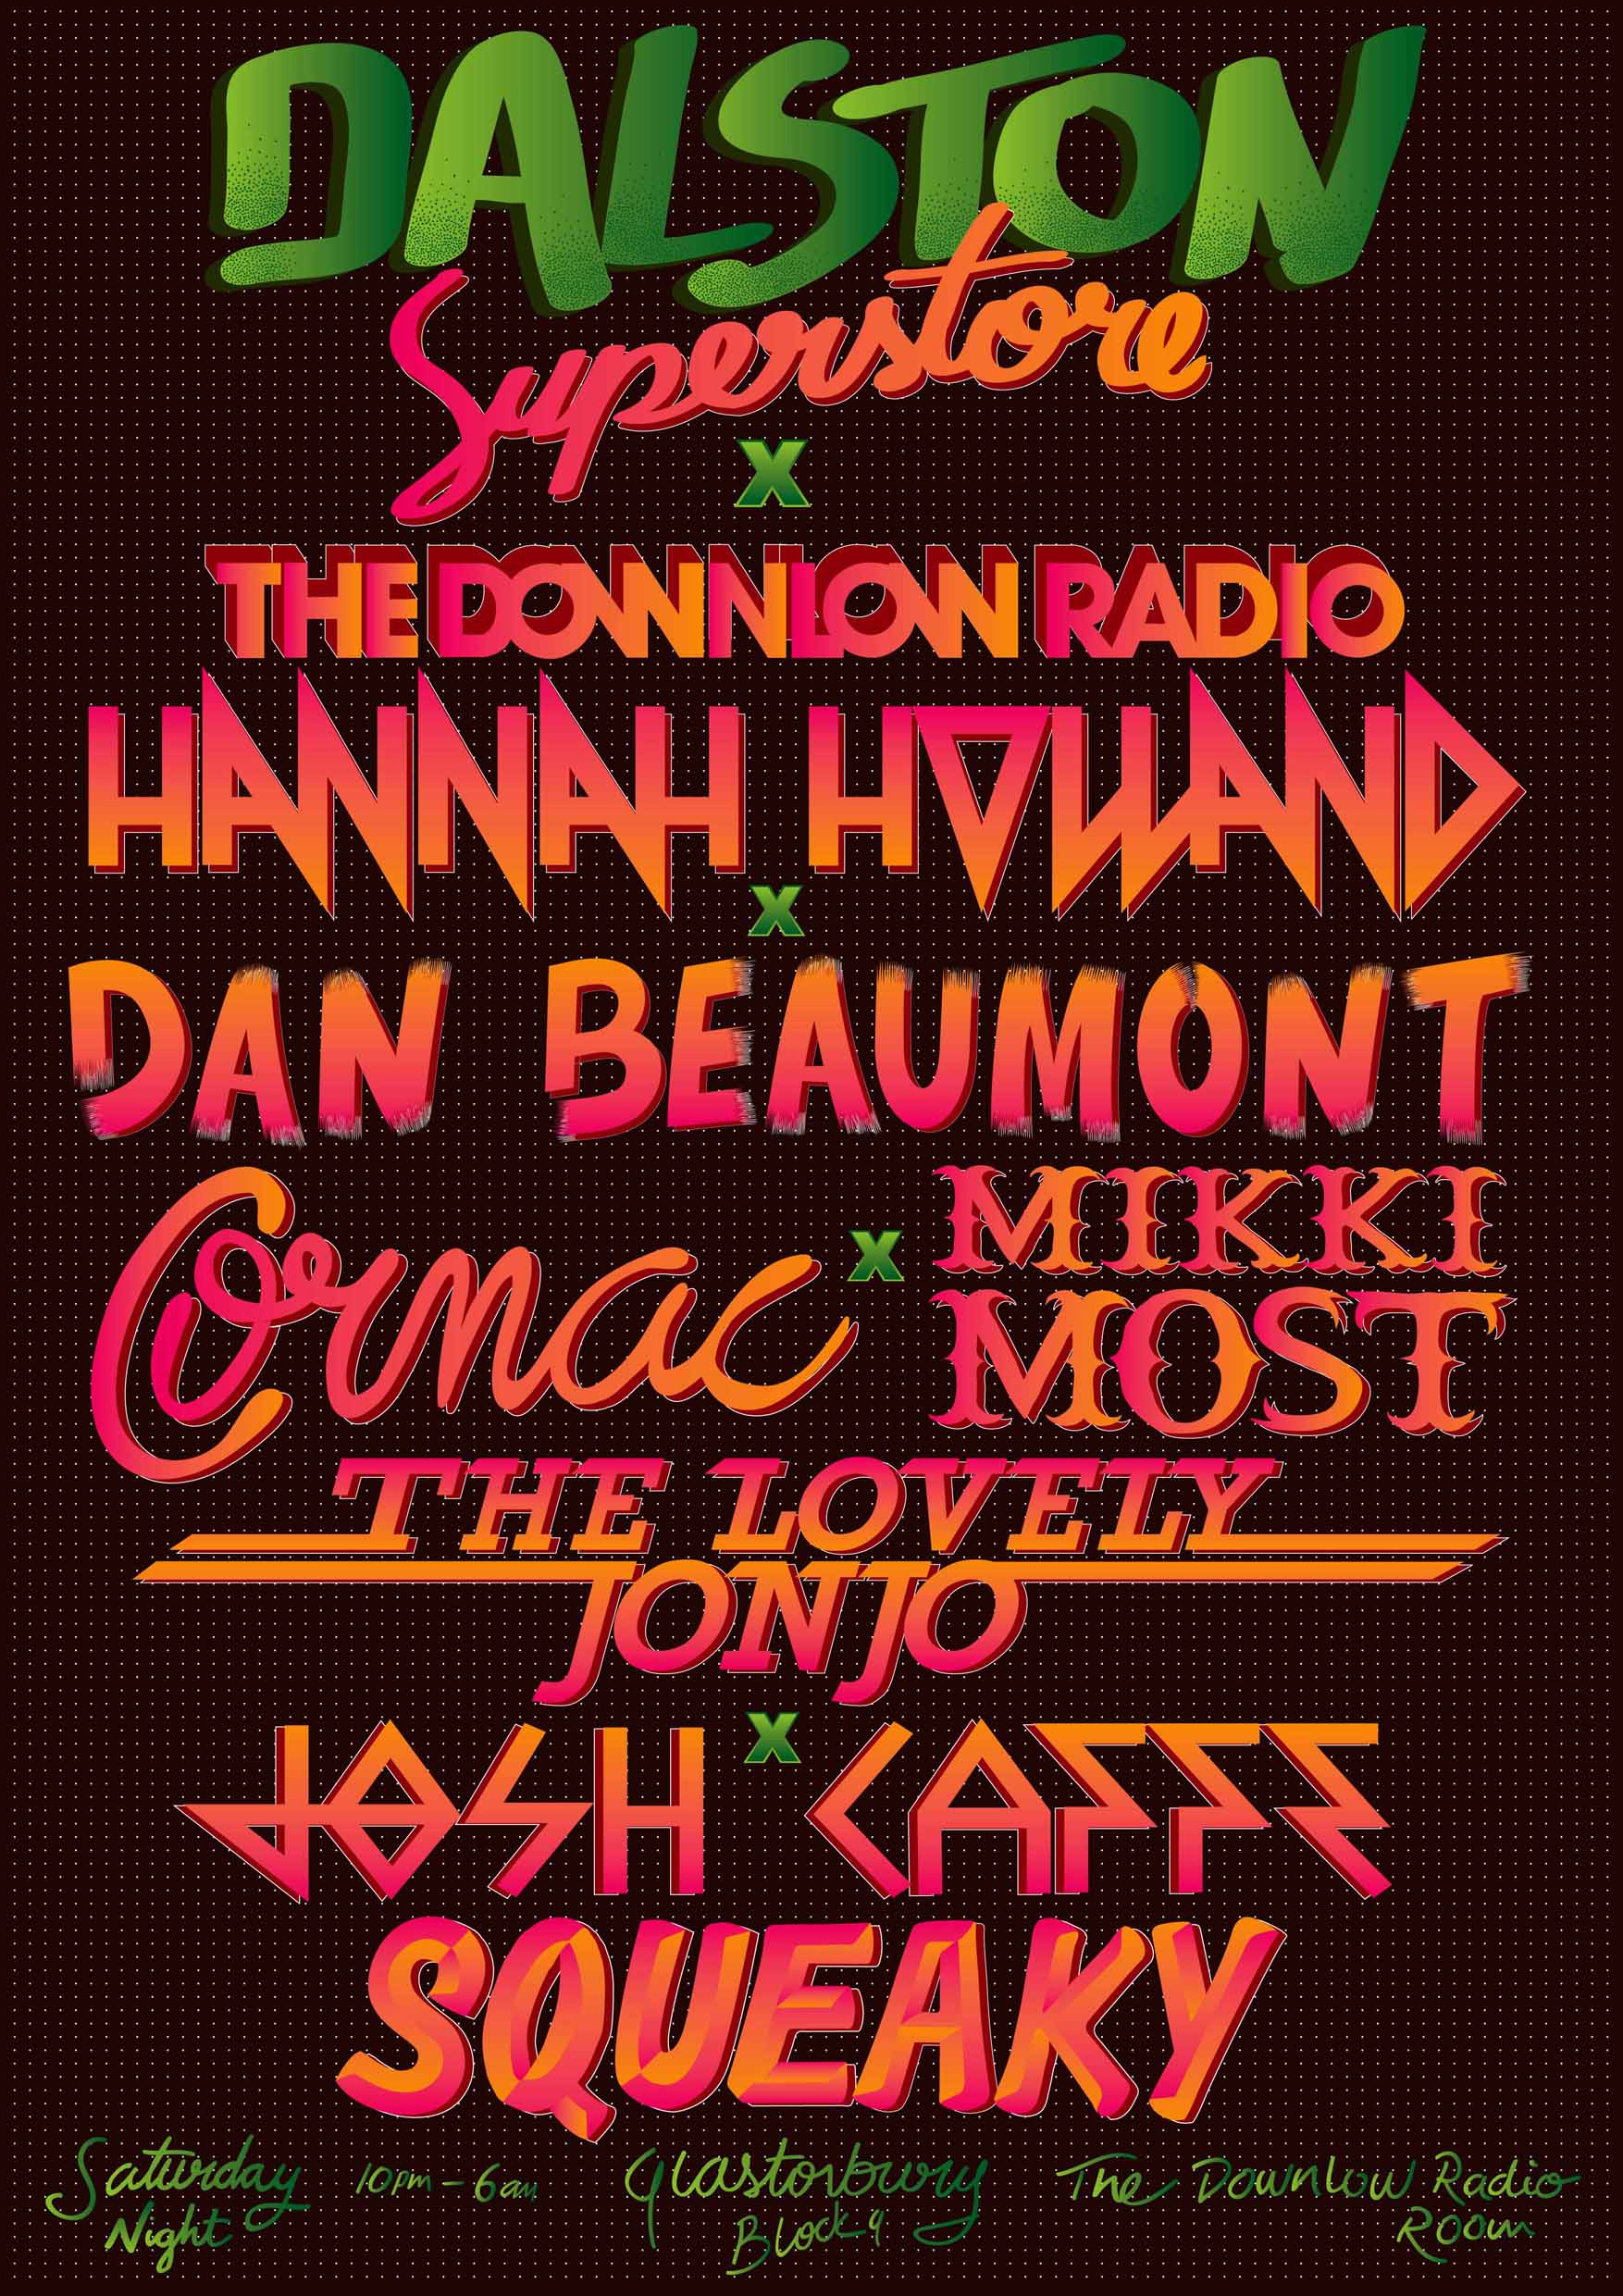 DALSTON
Superstore
X
THE DOWNLOW RADIO
HANNAH HOLLAND
X
DAN BEAUMONT
Cormac X MIKKI
MOST
THE LOVELY
JONJO
X
JOSH CAFFE
SQUEAKY
Saturday 10pm - 6am Glastonbury The Downlow Radio
Night Block 9 Room